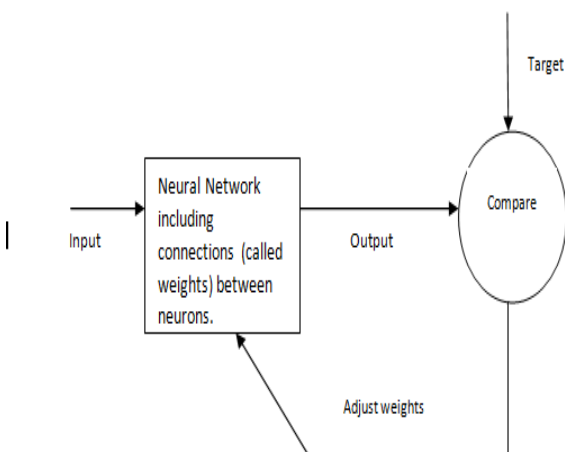 Target
Neural Network
including
connections (called
weights) between
neurons.
Compare
Input
Output
Adjust weights